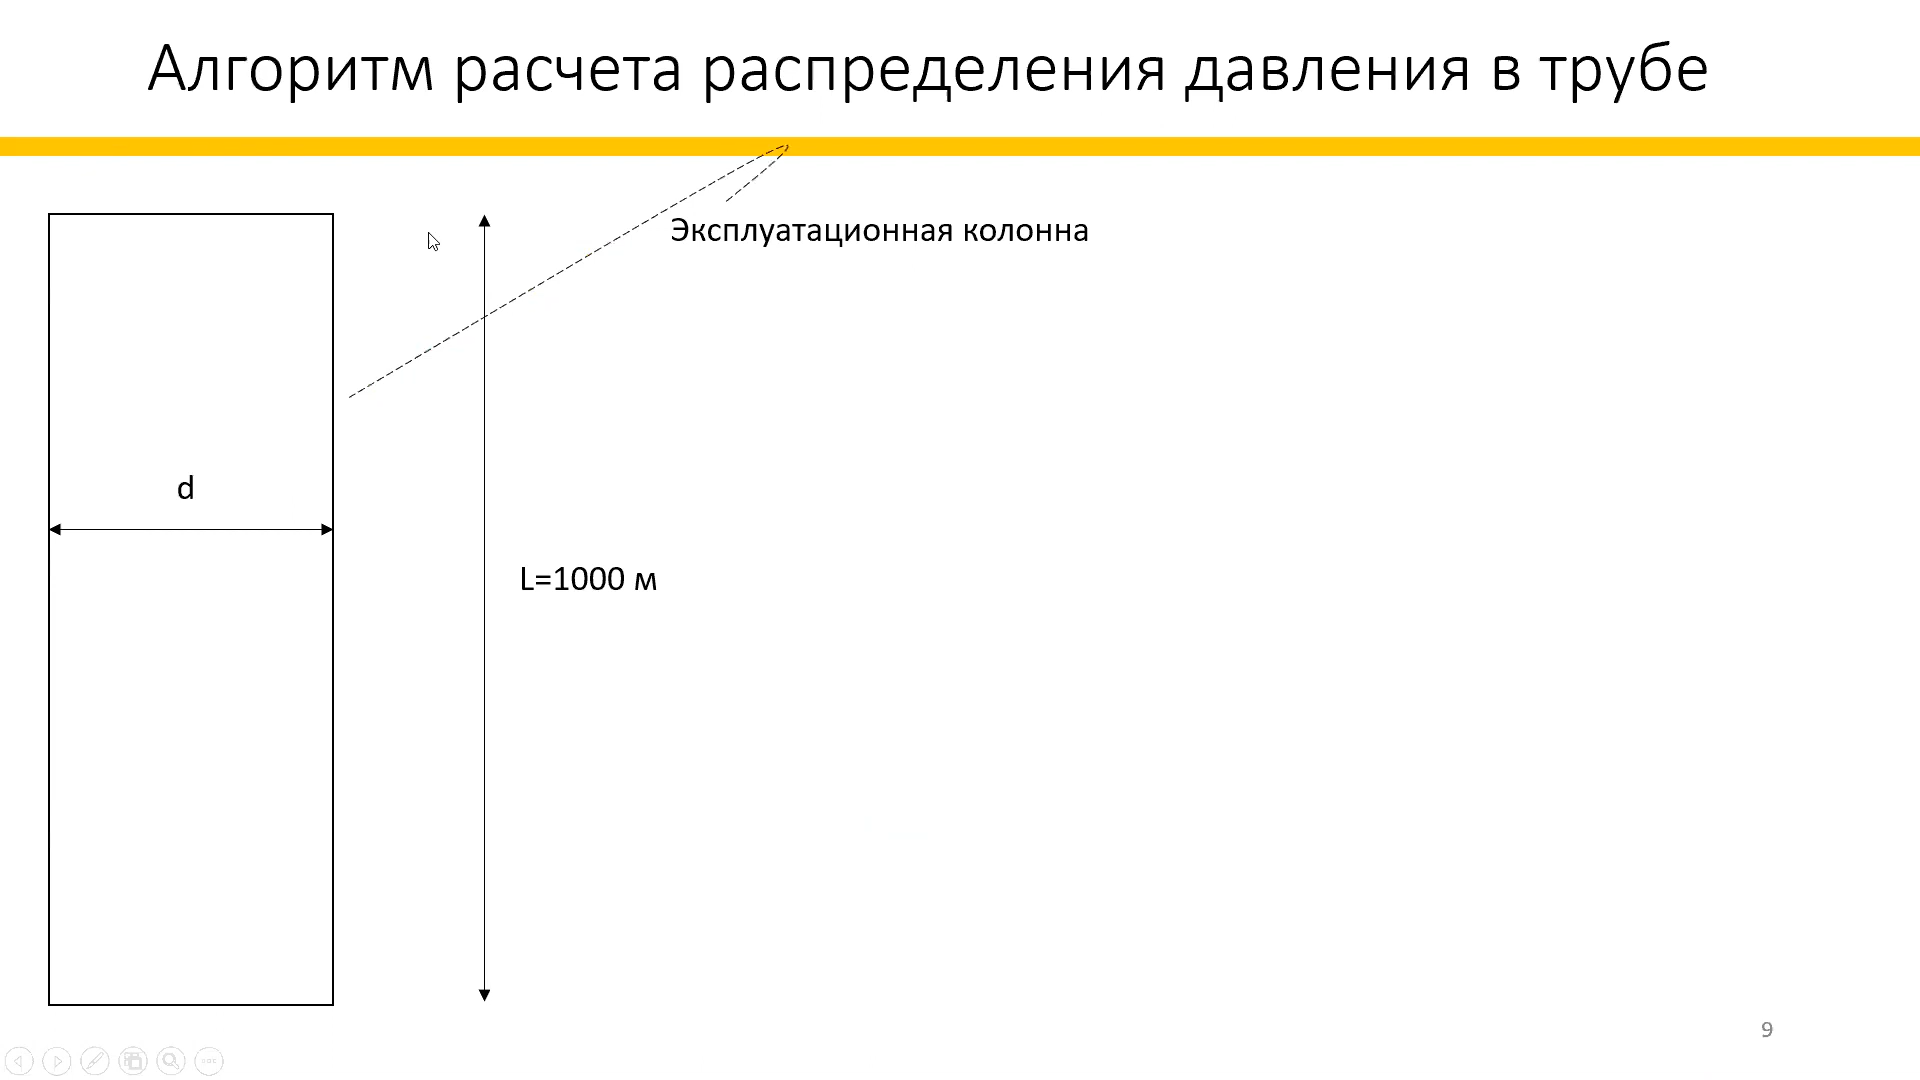 Алгоритм расчета распределения давления в трубе
Эксплуатационная колонна
d
L=1000 м
9